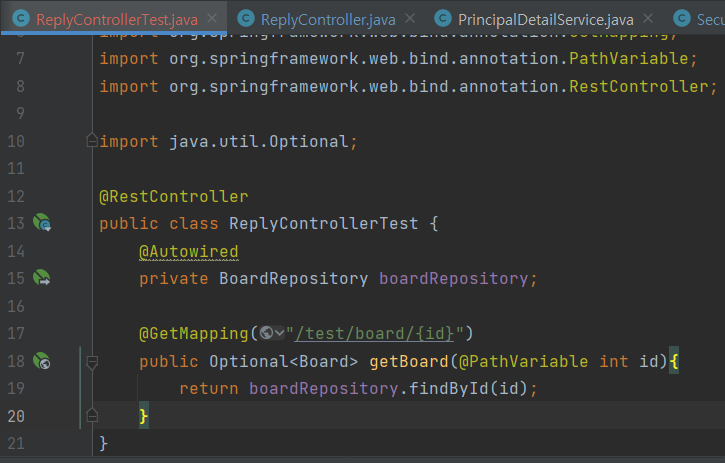 ReplyControllerTest.java ReplyController.java PrincipalDetailService.java Secu
import org.springframework.web.bind.annotation.GetMapping;
7 import org.springframework.web.bind.annotation.PathVariable;
8 import org.springframework.web.bind.annotation.RestController;
9
10 import java.util.Optional;
11
12 @RestController
13 public class ReplyControllerTest {
14 @Autowired
15 private BoardRepository boardRepository;
16
17 @GetMapping("/test/board/{id}")
18 public Optional<Board> getBoard(@PathVariable int id){
19 return boardRepository.findById(id);
20 }
21 }